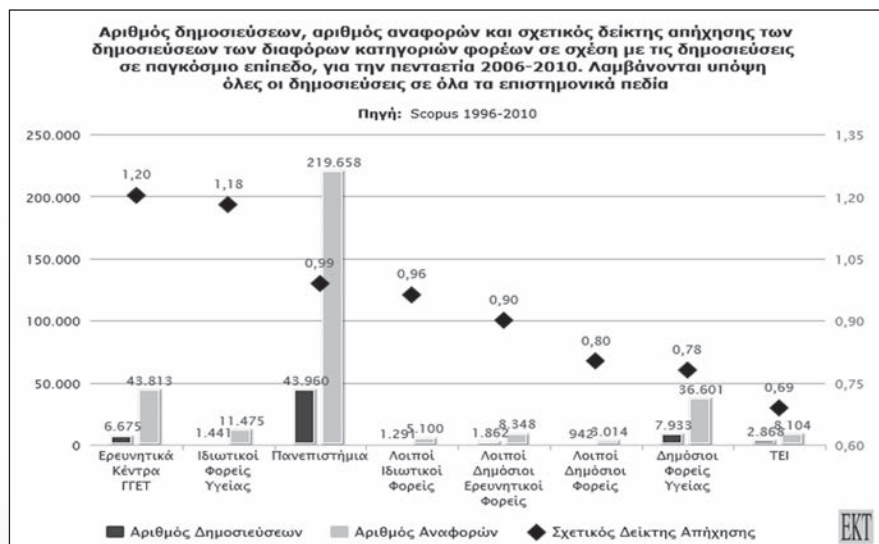 Αριθμός δημοσιεύσεων, αριθμός αναφορών και σχετικός δείκτης απήχησης των
δημοσιεύσεων των διαφόρων κατηγοριών φορέων σε σχέση με τις δημοσιεύσεις
σε παγκόσμιο επίπεδο, για την πενταετία 2006-2010. Λαμβάνονται υπόψη
όλες οι δημοσιεύσεις σε όλα τα επιστημονικά πεδία
Πηγή: Scopus 1996-2010
250.000
200.000
150.000
100.000
50.000
0
1,35
1,20
1,05
0,90
0,75
0,60
1,20
1,18
0,99
0,96
0,90
0,80
0,78
0,69
6.675
43.813
1.441
11.475
43.960
219.658
1.291
5.100
1.862
8.348
942
3.014
7.933
36.601
2.868
8.104
Ερευνητικά
Κέντρα
ΓΓΕΤ
Ιδιωτικοί
Φορείς
Υγείας
Πανεπιστήμια
Λοιποί
Ιδιωτικοί
Φορείς
Λοιποί
Δημόσιοι
Ερευνητικοί
Φορείς
Λοιποί
Δημόσιοι
Φορείς
Δημόσιοι
Φορείς
Υγείας
ΤΕΙ
Αριθμός Δημοσιεύσεων
Αριθμός Αναφορών
Σχετικός Δείκτης Απήχησης
ΕΚΤ